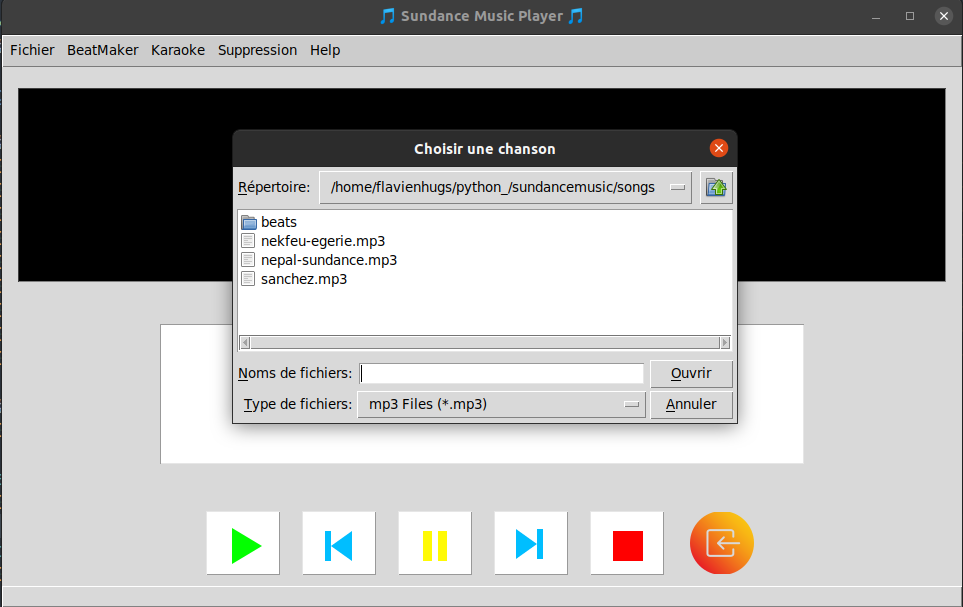 🎵 Sundance Music Player 🎵
Fichier BeatMaker Karaoke Suppression Help
Choisir une chanson
Répertoire: /home/flavienhugs/python_/sundancemusic/songs
beats
nekfeu-egerie.mp3
nepal-sundance.mp3
sanchez.mp3
Noms de fichiers: Ouvrir
Type de fichiers: mp3 Files (*.mp3) Annuler